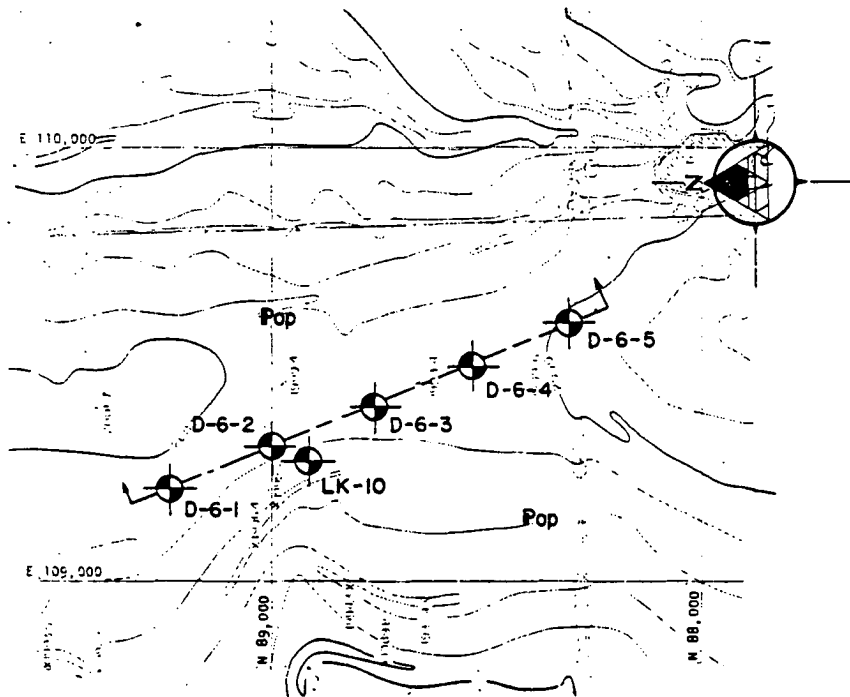 E 110,000
N
Pop
D-6-5
D-6-4
D-6-3
D-6-2
LK-10
D-6-1
Pop
E 109,000
N 89,000
N 88,000